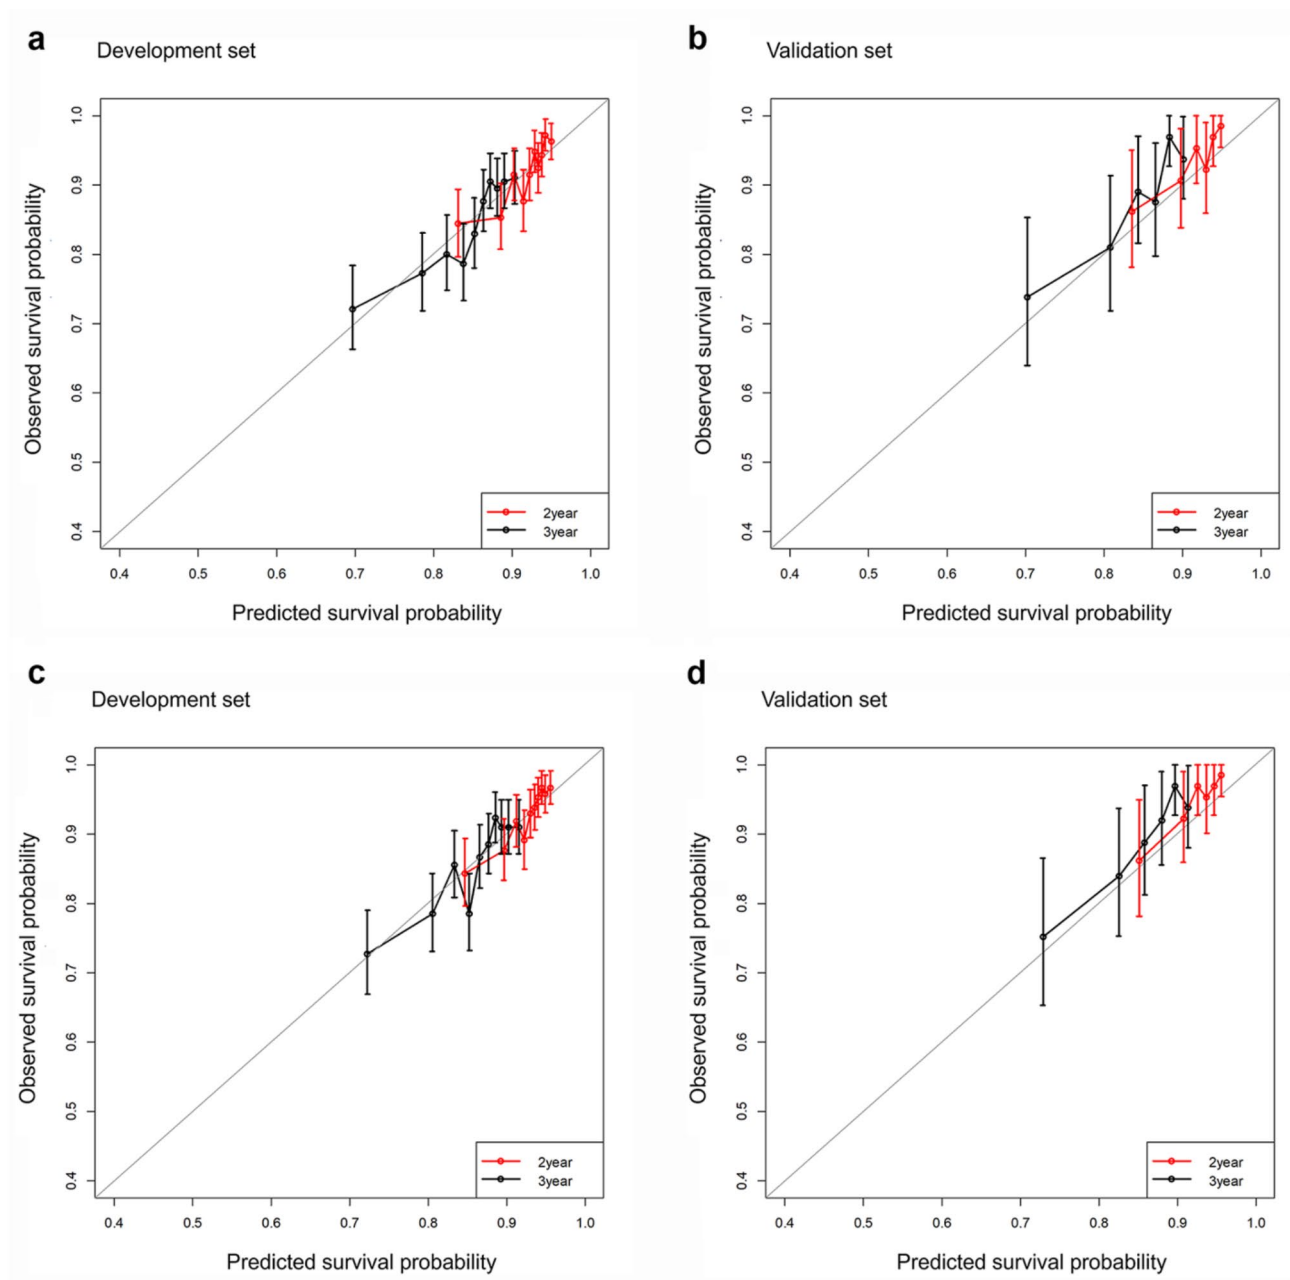 a
Development set
Observed survival probability
1.0
0.9
0.8
0.7
0.6
0.5
0.4
2year
3year
0.4 0.5 0.6 0.7 0.8 0.9 1.0
Predicted survival probability
b
Validation set
Observed survival probability
1.0
0.9
0.8
0.7
0.6
0.5
0.4
2year
3year
0.4 0.5 0.6 0.7 0.8 0.9 1.0
Predicted survival probability
c
Development set
Observed survival probability
1.0
0.9
0.8
0.7
0.6
0.5
0.4
2year
3year
0.4 0.5 0.6 0.7 0.8 0.9 1.0
Predicted survival probability
d
Validation set
Observed survival probability
1.0
0.9
0.8
0.7
0.6
0.5
0.4
2year
3year
0.4 0.5 0.6 0.7 0.8 0.9 1.0
Predicted survival probability